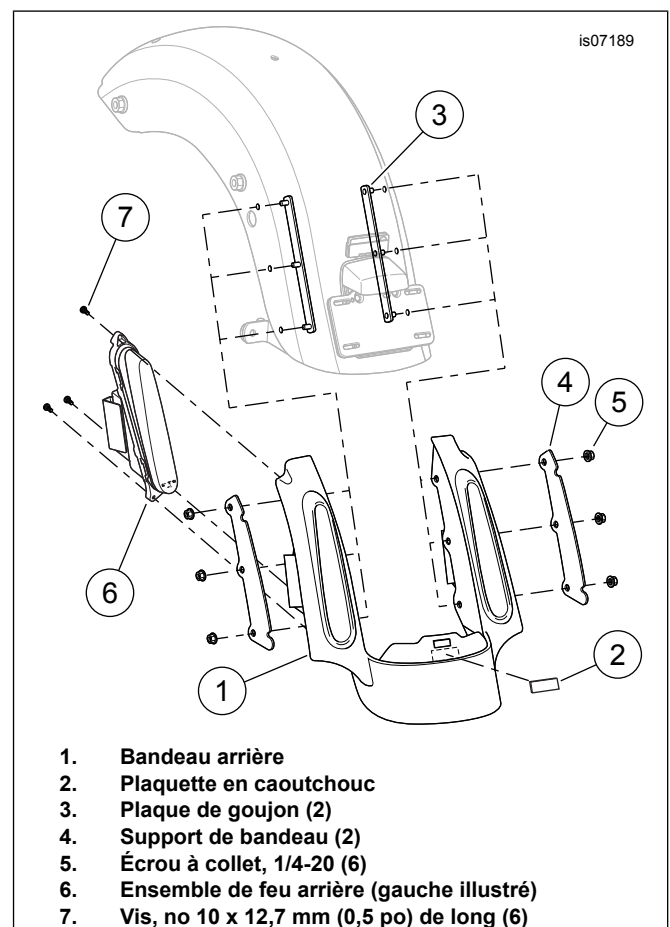 is07189
3
7
4
5
6
1
2
1. Bandeau arrière
2. Plaquette en caoutchouc
3. Plaque de goujon (2)
4. Support de bandeau (2)
5. Écrou à collet, 1/4-20 (6)
6. Ensemble de feu arrière (gauche illustré)
7. Vis, no 10 x 12,7 mm (0,5 po) de long (6)